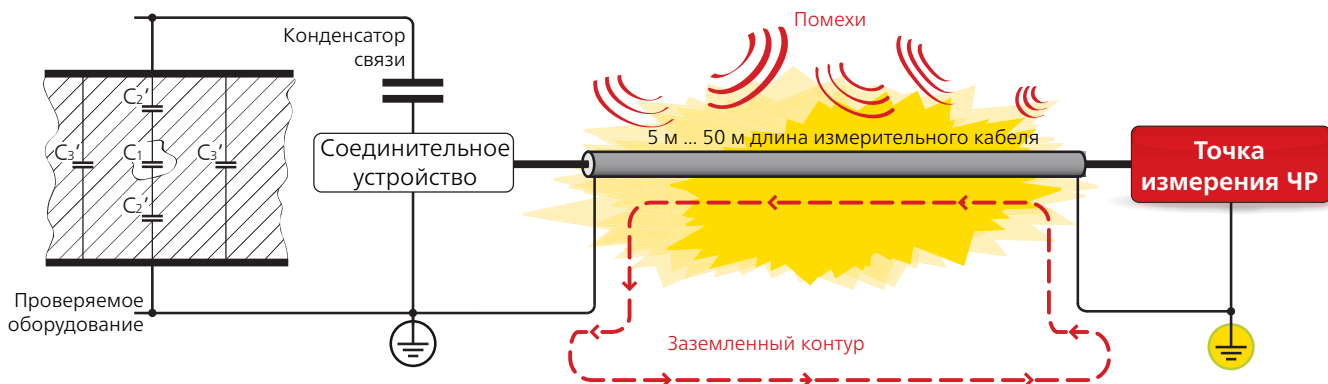 Помехи
Конденсатор
связи
C₂'
C₃'
C₁
C₃'
C₂'
Соединительное
устройство
5 м ... 50 м длина измерительного кабеля
Точка
измерения ЧР
Проверяемое
оборудование
Заземленный контур